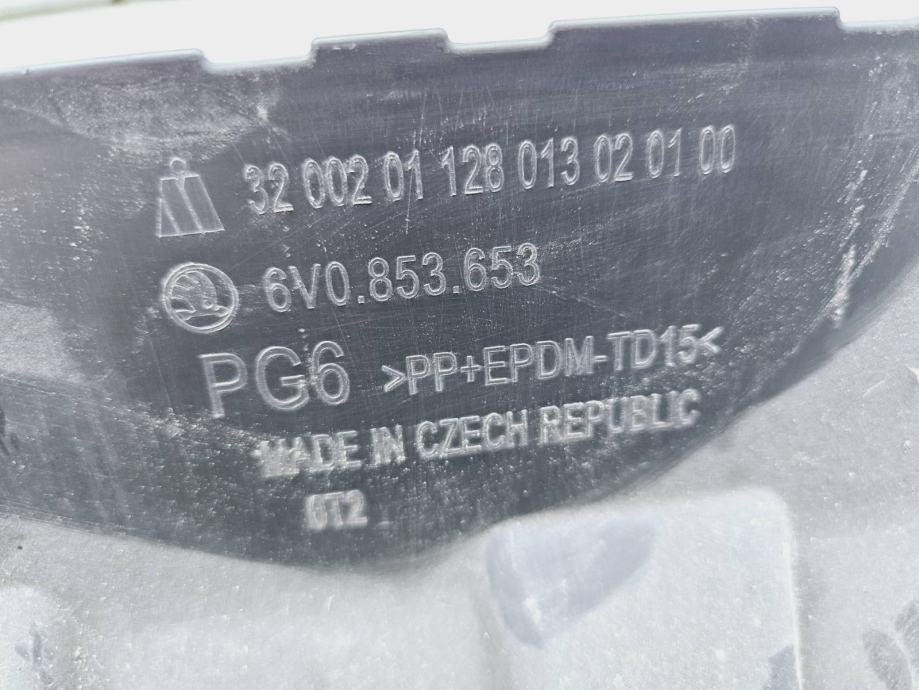 32 002 01 128 013 02 01 00
6V0.853.653
PG6 >PP+EPDM-TD15<
MADE IN CZECH REPUBLIC